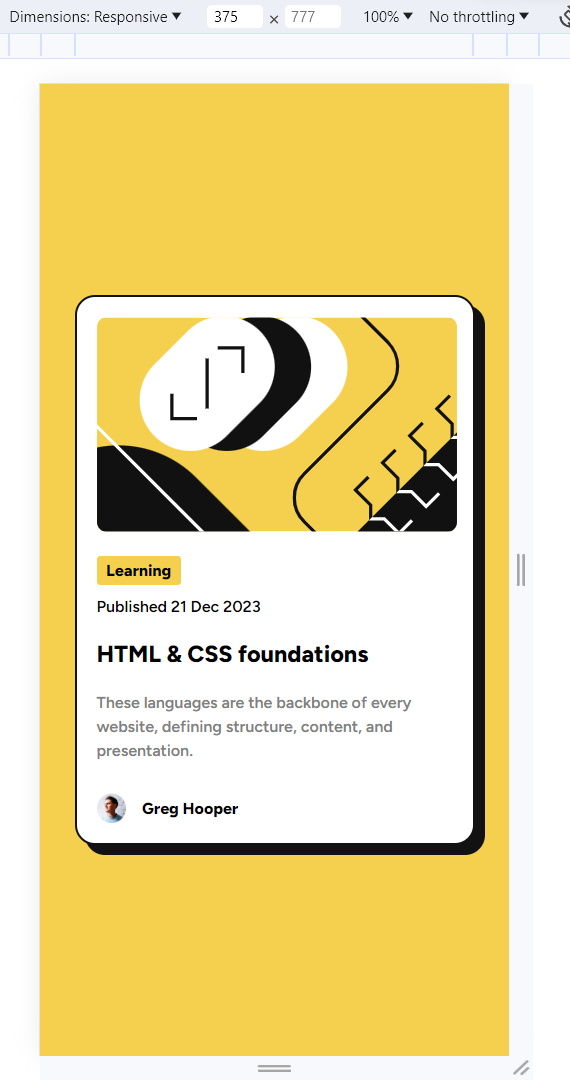 Dimensions: Responsive 375 × 777 100% No throttling
Learning
Published 21 Dec 2023
HTML & CSS foundations
These languages are the backbone of every
website, defining structure, content, and
presentation.
Greg Hooper